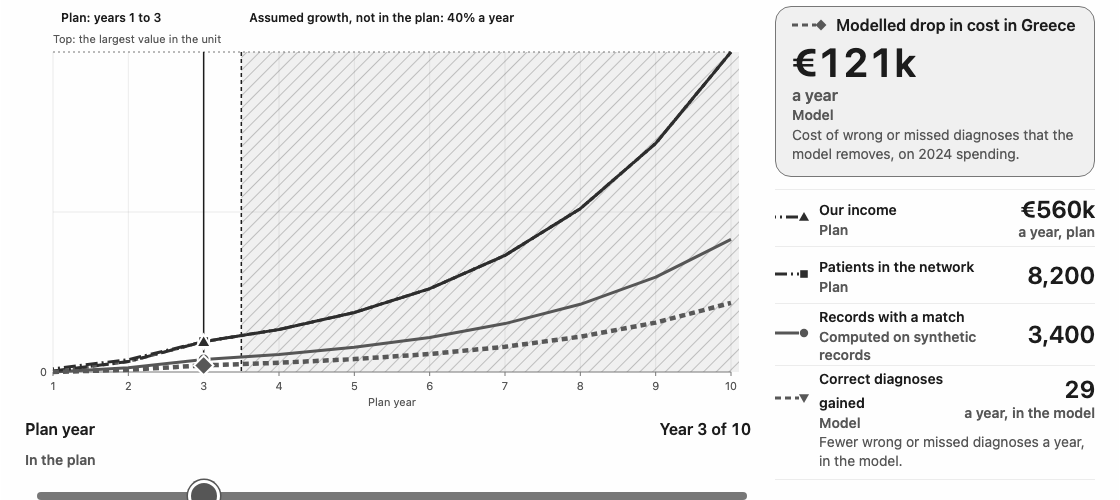 Plan: years 1 to 3
Assumed growth, not in the plan: 40% a year
Top: the largest value in the unit
0
1 2 3 4 5 6 7 8 9 10
Plan year
Plan year
Year 3 of 10
In the plan
Modelled drop in cost in Greece
€121k
a year
Model
Cost of wrong or missed diagnoses that the
model removes, on 2024 spending.
Our income
Plan
€560k
a year, plan
Patients in the network
Plan
8,200
Records with a match
Computed on synthetic
records
3,400
Correct diagnoses
gained
Model
29
a year, in the model
Fewer wrong or missed diagnoses a year,
in the model.